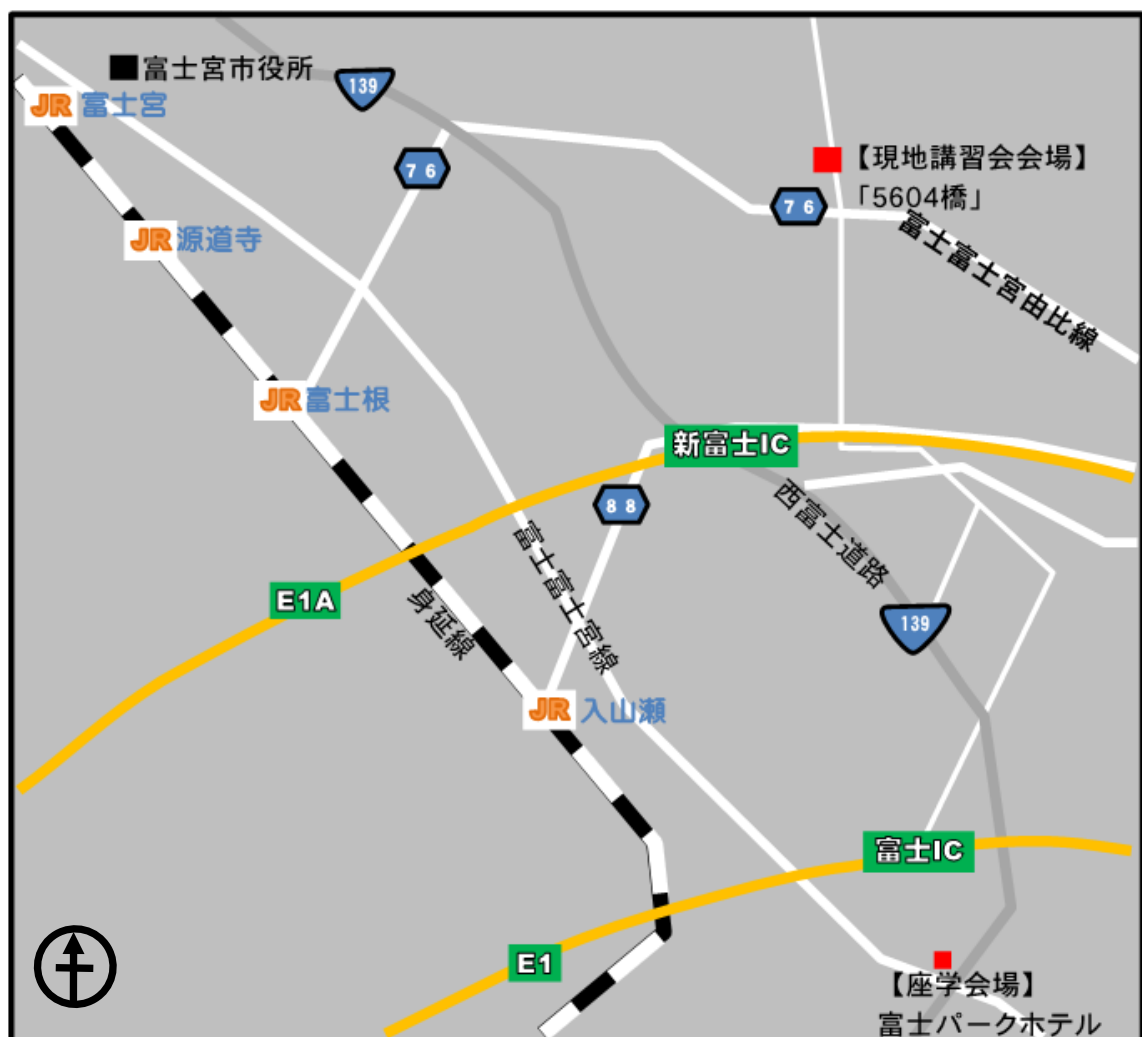 ■富士宮市役所
139
JR 富士宮
７６
【現地講習会会場】
「5604橋」
７６
富士富士宮由比線
JR 源道寺
JR 富士根
新富士IC
８８
西富士道路
富士富士宮線
E1A
身延線
139
JR 入山瀬
富士IC
E1
【座学会場】
富士パークホテル